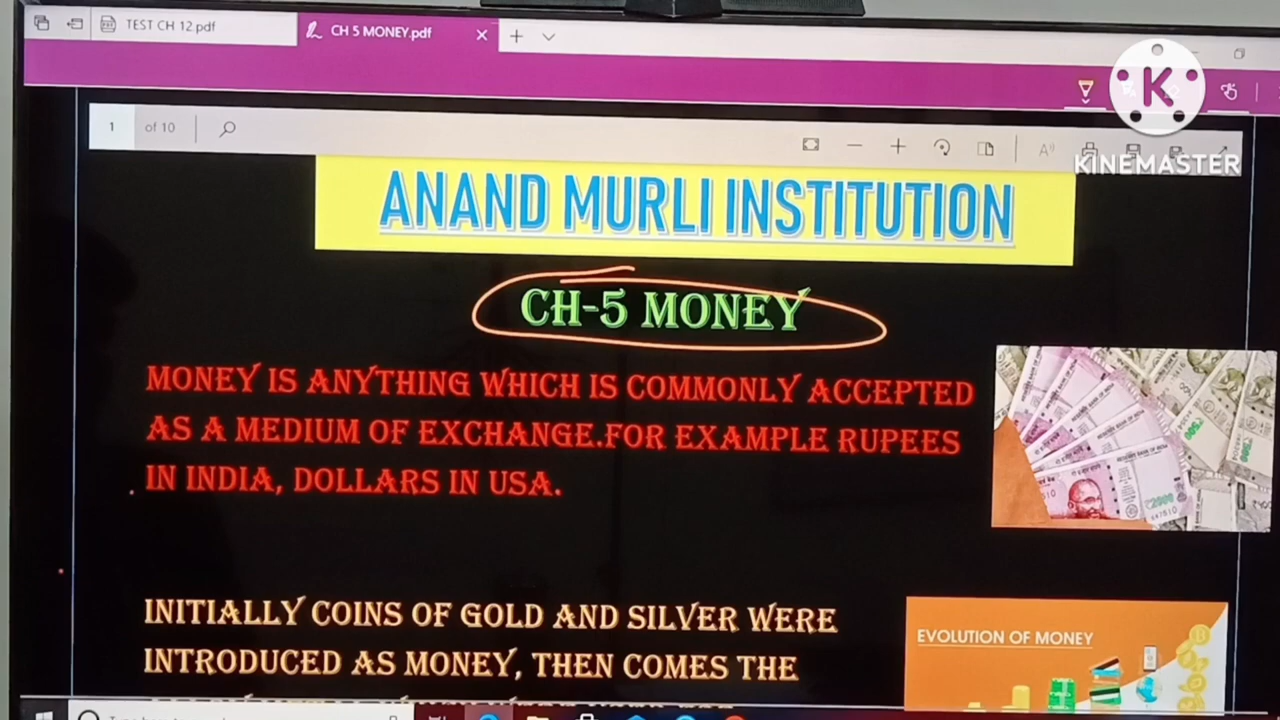 TEST CH 12.pdf
CH 5 MONEY.pdf
1 of 10
KINEMASTER
ANAND MURLI INSTITUTION
CH-5 MONEY
MONEY IS ANYTHING WHICH IS COMMONLY ACCEPTED
AS A MEDIUM OF EXCHANGE.FOR EXAMPLE RUPEES
IN INDIA, DOLLARS IN USA.
INITIALLY COINS OF GOLD AND SILVER WERE
INTRODUCED AS MONEY, THEN COMES THE
EVOLUTION OF MONEY